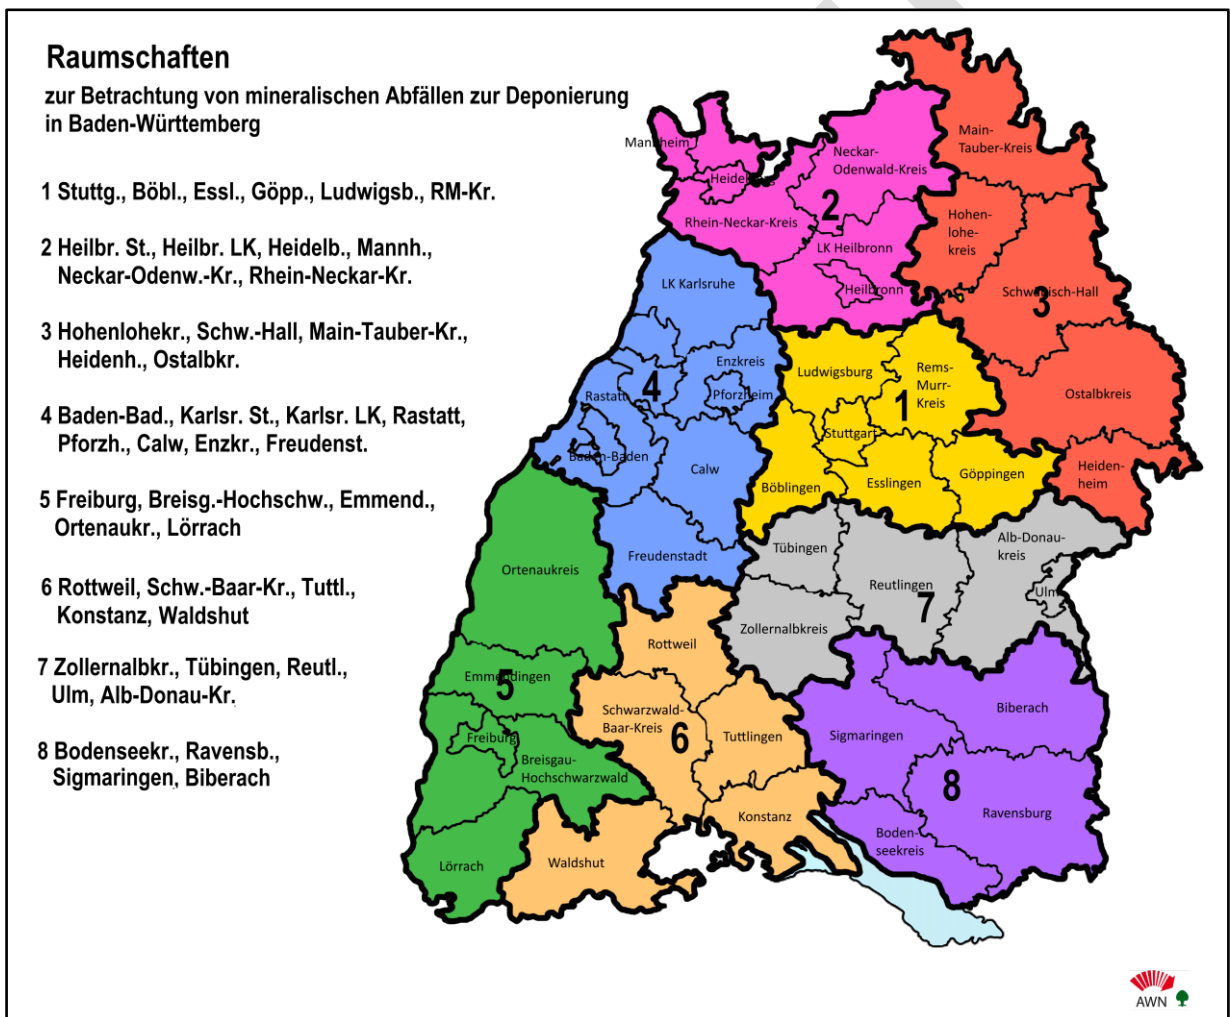 Raumschaften
zur Betrachtung von mineralischen Abfällen zur Deponierung
in Baden-Württemberg
1 Stuttg., Böbl., Essl., Göpp., Ludwigsb., RM-Kr.
2 Heilbr. St., Heilbr. LK, Heidelb., Mannh.,
Neckar-Odenw.-Kr., Rhein-Neckar-Kr.
3 Hohenlohekr., Schw.-Hall, Main-Tauber-Kr.,
Heidenh., Ostalbkr.
4 Baden-Bad., Karlsr. St., Karlsr. LK, Rastatt,
Pforzh., Calw, Enzkr., Freudenst.
5 Freiburg, Breisg.-Hochschw., Emmend.,
Ortenaukr., Lörrach
6 Rottweil, Schw.-Baar-Kr., Tuttl.,
Konstanz, Waldshut
7 Zollernalbkr., Tübingen, Reutl.,
Ulm, Alb-Donau-Kr.
8 Bodenseekr., Ravensb.,
Sigmaringen, Biberach
Main-
Tauber-Kreis
Mannheim
Neckar-
Odenwald-Kreis
Heidelberg
2
Rhein-Neckar-Kreis
Hohen-
lohe-
kreis
LK Heilbronn
Heilbronn
Schwäbisch-Hall
3
LK Karlsruhe
Enzkreis
4
Rastatt
Pforzheim
Baden-Baden
Calw
Freudenstadt
Ludwigsburg
Rems-
Murr-
Kreis
1
Stuttgart
Böblingen
Esslingen
Göppingen
Ostalbkreis
Heiden-
heim
Alb-Donau-
kreis
Tübingen
Reutlingen
Ulm
7
Zollernalbkreis
Ortenaukreis
Emmendingen
5
Freiburg
Breisgau-
Hochschwarzwald
Lörrach
Rottweil
Schwarzwald-
Baar-Kreis
6
Tuttlingen
Konstanz
Waldshut
Sigmaringen
Biberach
8
Ravensburg
Boden-
seekreis
AWN